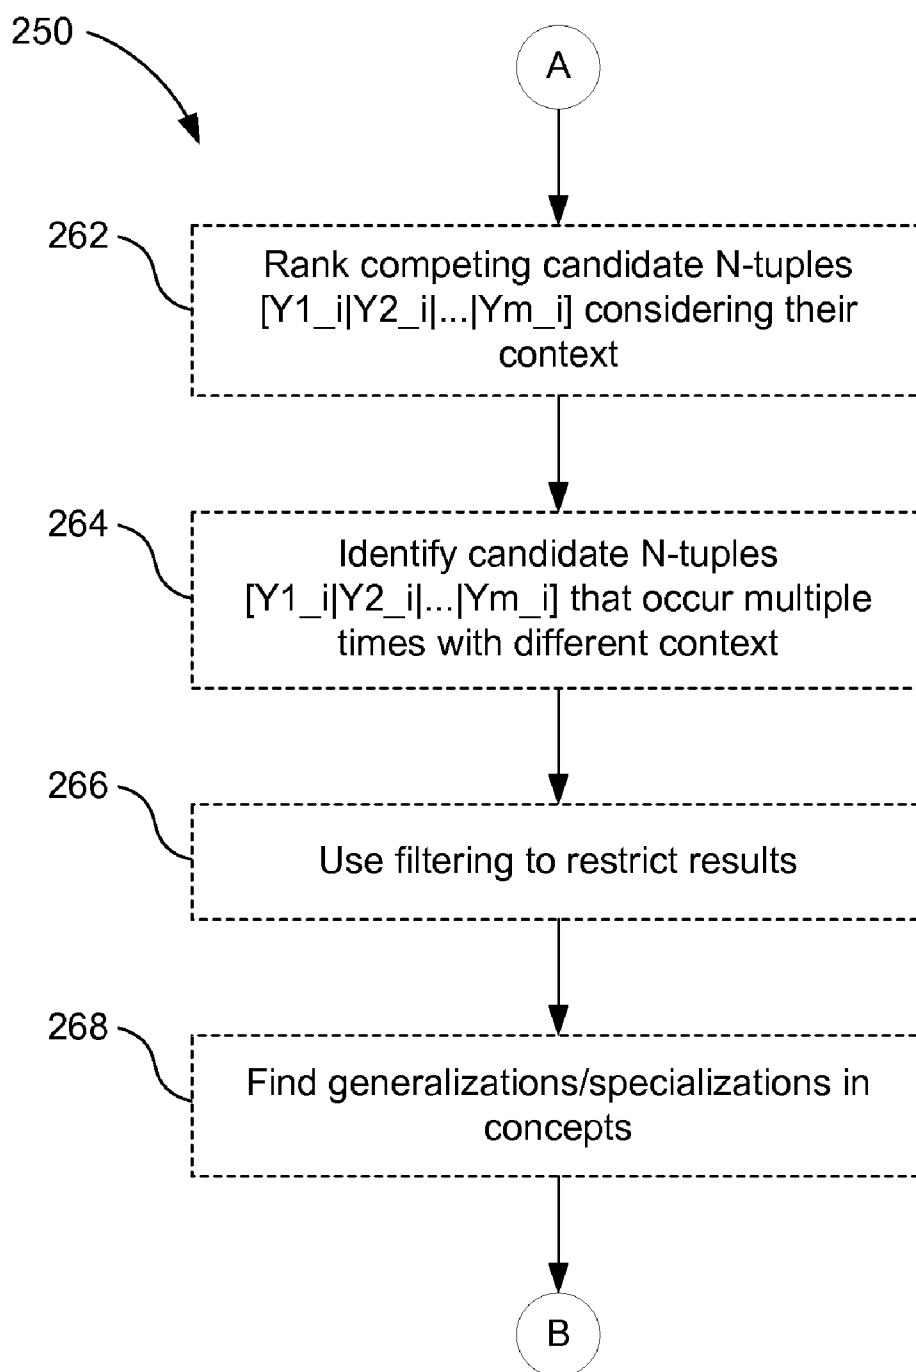 250
A
262
Rank competing candidate N-tuples
[Y1_i|Y2_i|...|Ym_i] considering their
context
264
Identify candidate N-tuples
[Y1_i|Y2_i|...|Ym_i] that occur multiple
times with different context
266
Use filtering to restrict results
268
Find generalizations/specializations in
concepts
B